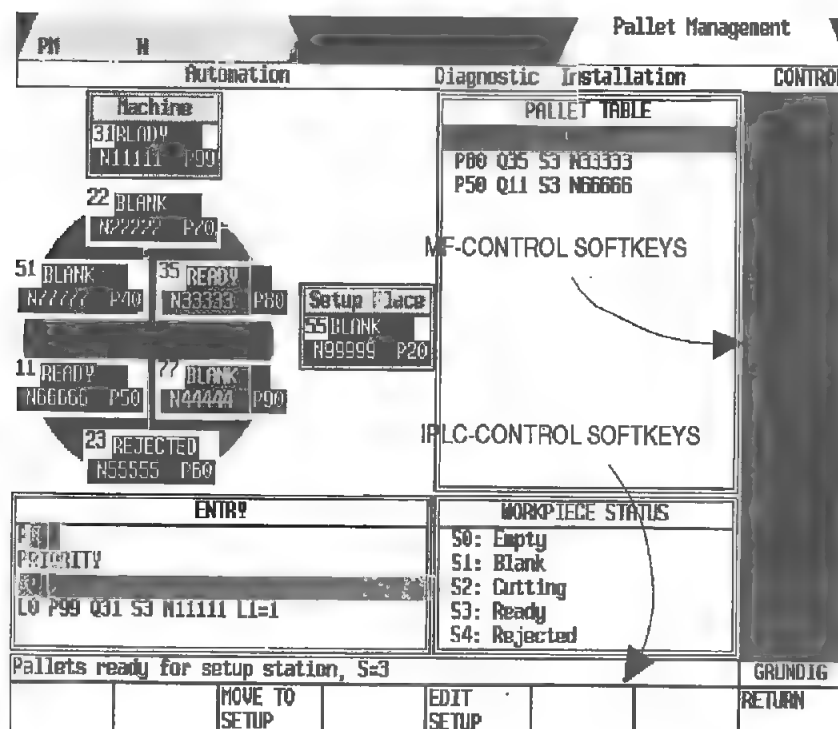 Pallet Management
PM H
Automation Diagnostic Installation CONTROL
Machine
31 READY
N11111 P99
22 BLANK
N22222 P70
51 BLANK
N77777 P40
35 READY
N33333 P80
11 READY
N66666 P50
77 BLANK
N44444 P90
23 REJECTED
N55555 P60
Setup Place
55 BLANK
N99999 P20
PALLET TABLE
P80 Q35 S3 N33333
P50 Q11 S3 N66666
MF-CONTROL SOFTKEYS
IPLC-CONTROL SOFTKEYS
ENTRY
PRIORITY
L0 P99 Q31 S3 N11111 L1=1
WORKPIECE STATUS
S0: Empty
S1: Blank
S2: Cutting
S3: Ready
S4: Rejected
Pallets ready for setup station, S=3
GRUNDIG
MOVE TO
SETUP
EDIT
SETUP
RETURN